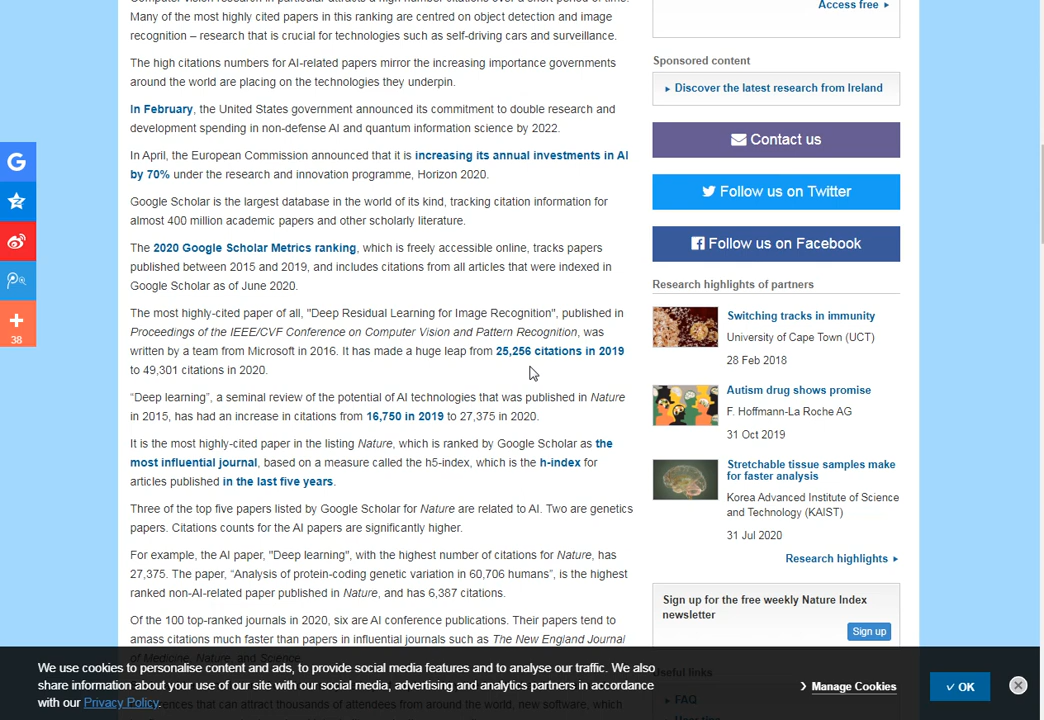 Many of the most highly cited papers in this ranking are centred on object detection and image
recognition – research that is crucial for technologies such as self-driving cars and surveillance.
The high citations numbers for AI-related papers mirror the increasing importance governments
around the world are placing on the technologies they underpin.
In February, the United States government announced its commitment to double research and
development spending in non-defense AI and quantum information science by 2022.
In April, the European Commission announced that it is increasing its annual investments in AI
by 70% under the research and innovation programme, Horizon 2020.
Google Scholar is the largest database in the world of its kind, tracking citation information for
almost 400 million academic papers and other scholarly literature.
The 2020 Google Scholar Metrics ranking, which is freely accessible online, tracks papers
published between 2015 and 2019, and includes citations from all articles that were indexed in
Google Scholar as of June 2020.
The most highly-cited paper of all, "Deep Residual Learning for Image Recognition", published in
Proceedings of the IEEE/CVF Conference on Computer Vision and Pattern Recognition, was
written by a team from Microsoft in 2016. It has made a huge leap from 25,256 citations in 2019
to 49,301 citations in 2020.
“Deep learning”, a seminal review of the potential of AI technologies that was published in Nature
in 2015, has had an increase in citations from 16,750 in 2019 to 27,375 in 2020.
It is the most highly-cited paper in the listing Nature, which is ranked by Google Scholar as the
most influential journal, based on a measure called the h5-index, which is the h-index for
articles published in the last five years.
Three of the top five papers listed by Google Scholar for Nature are related to AI. Two are genetics
papers. Citations counts for the AI papers are significantly higher.
For example, the AI paper, "Deep learning", with the highest number of citations for Nature, has
27,375. The paper, “Analysis of protein-coding genetic variation in 60,706 humans”, is the highest
ranked non-AI-related paper published in Nature, and has 6,387 citations.
Of the 100 top-ranked journals in 2020, six are AI conference publications. Their papers tend to
amass citations much faster than papers in influential journals such as The New England Journal
of Medicine, Nature, and Science.
Access free
Sponsored content
Discover the latest research from Ireland
Contact us
Follow us on Twitter
Follow us on Facebook
Research highlights of partners
Switching tracks in immunity
University of Cape Town (UCT)
28 Feb 2018
Autism drug shows promise
F. Hoffmann-La Roche AG
31 Oct 2019
Stretchable tissue samples make
for faster analysis
Korea Advanced Institute of Science
and Technology (KAIST)
31 Jul 2020
Research highlights
Sign up for the free weekly Nature Index
newsletter
Sign up
Useful links
FAQ
G
38
We use cookies to personalise content and ads, to provide social media features and to analyse our traffic. We also
share information about your use of our site with our social media, advertising and analytics partners in accordance
with our Privacy Policy.
Manage Cookies
OK